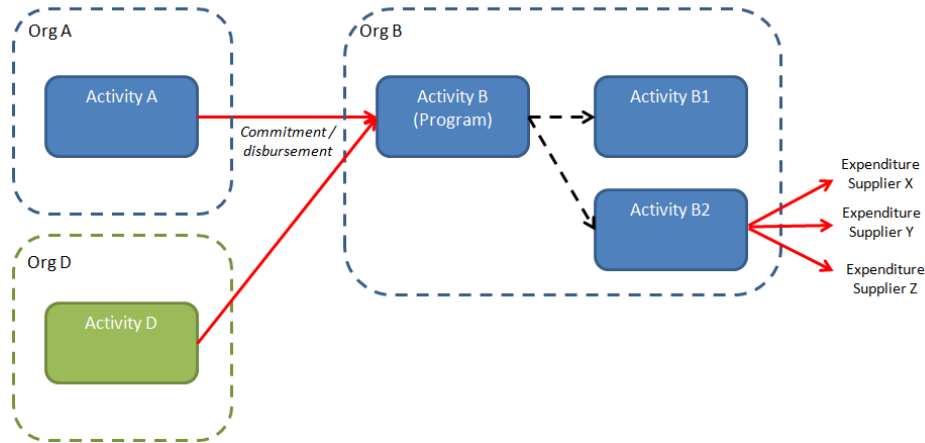 Org A
Activity A
Commitment /
disbursement
Org B
Activity B
(Program)
Activity B1
Activity B2
Expenditure
Supplier X
Expenditure
Supplier Y
Expenditure
Supplier Z
Org D
Activity D